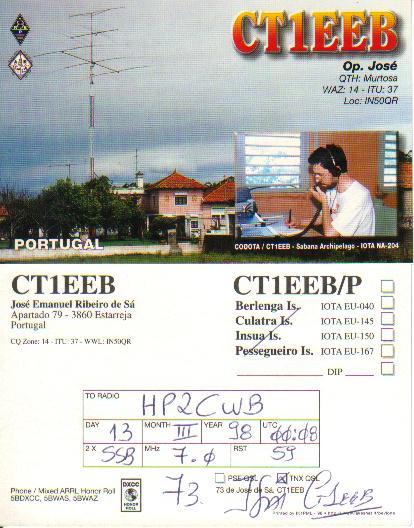 CT1EEB
Op. José
QTH: Murtosa
WAZ: 14 - ITU: 37
Loc: IN50QR
PORTUGAL
CO0OTA / CT1EEB - Sabana Archipelago - IOTA NA-204
CT1EEB
José Emanuel Ribeiro de Sá
Apartado 79 - 3860 Estarreja
Portugal
CQ Zone: 14 - ITU: 37 - WWL: IN50QR
CT1EEB/P
Berlenga Is. IOTA EU-040
Culatra Is. IOTA EU-145
Insua Is. IOTA EU-150
Pessegueiro Is. IOTA EU-167
DIP
TO RADIO HP2CWB
DAY 13 MONTH III YEAR 98 UTC 00:08
2 X SSB MHz 7.0 RST 59
PSE QSL X TNX QSL
73 de José de Sá, CT1EEB
73. CT1EEB
Phone / Mixed ARRL Honor Roll
5BDXCC, 5BWAS, 5BWAZ
DXCC
HONOR
ROLL